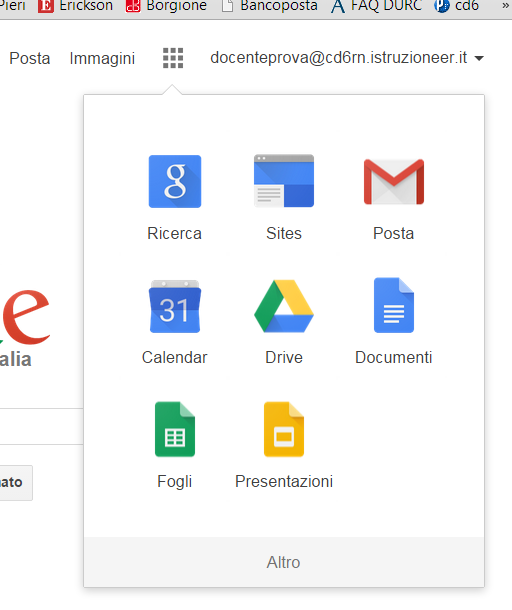 Pieri Erickson Borgione Bancoposta FAQ DURC cd6 »
Posta Immagini docenteprova@cd6rn.istruzioneer.it
g
Ricerca Sites Posta
31
Calendar Drive Documenti
e
alia
Fogli Presentazioni
nato
Altro